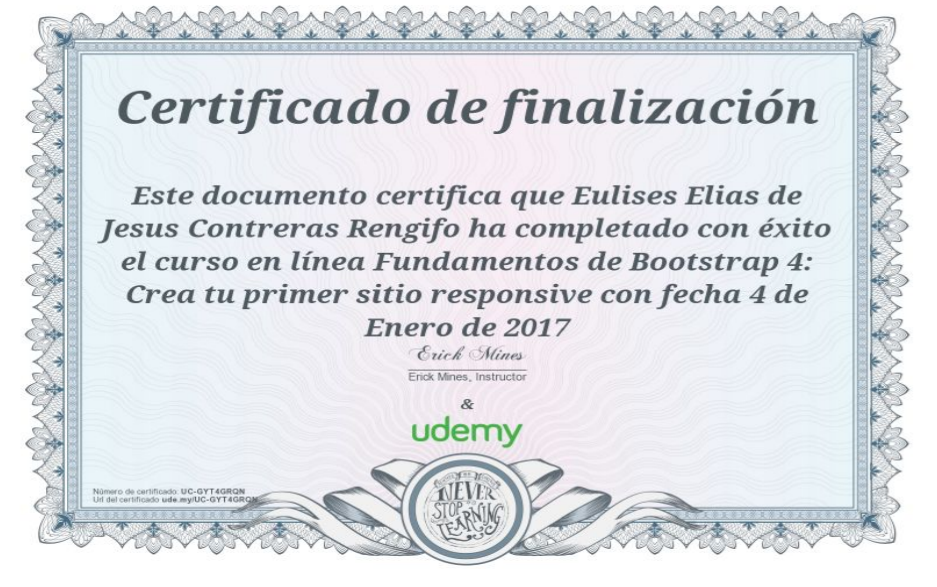 Certificado de finalización
Este documento certifica que Eulises Elias de
Jesus Contreras Rengifo ha completado con éxito
el curso en línea Fundamentos de Bootstrap 4:
Crea tu primer sitio responsive con fecha 4 de
Enero de 2017
Erick Mines
Erick Mines, Instructor
&
udemy
Número de certificado: UC-GYT4GRQN
Url del certificado ude.my/UC-GYT4GRQN
NEVER
STOP
LEARNING